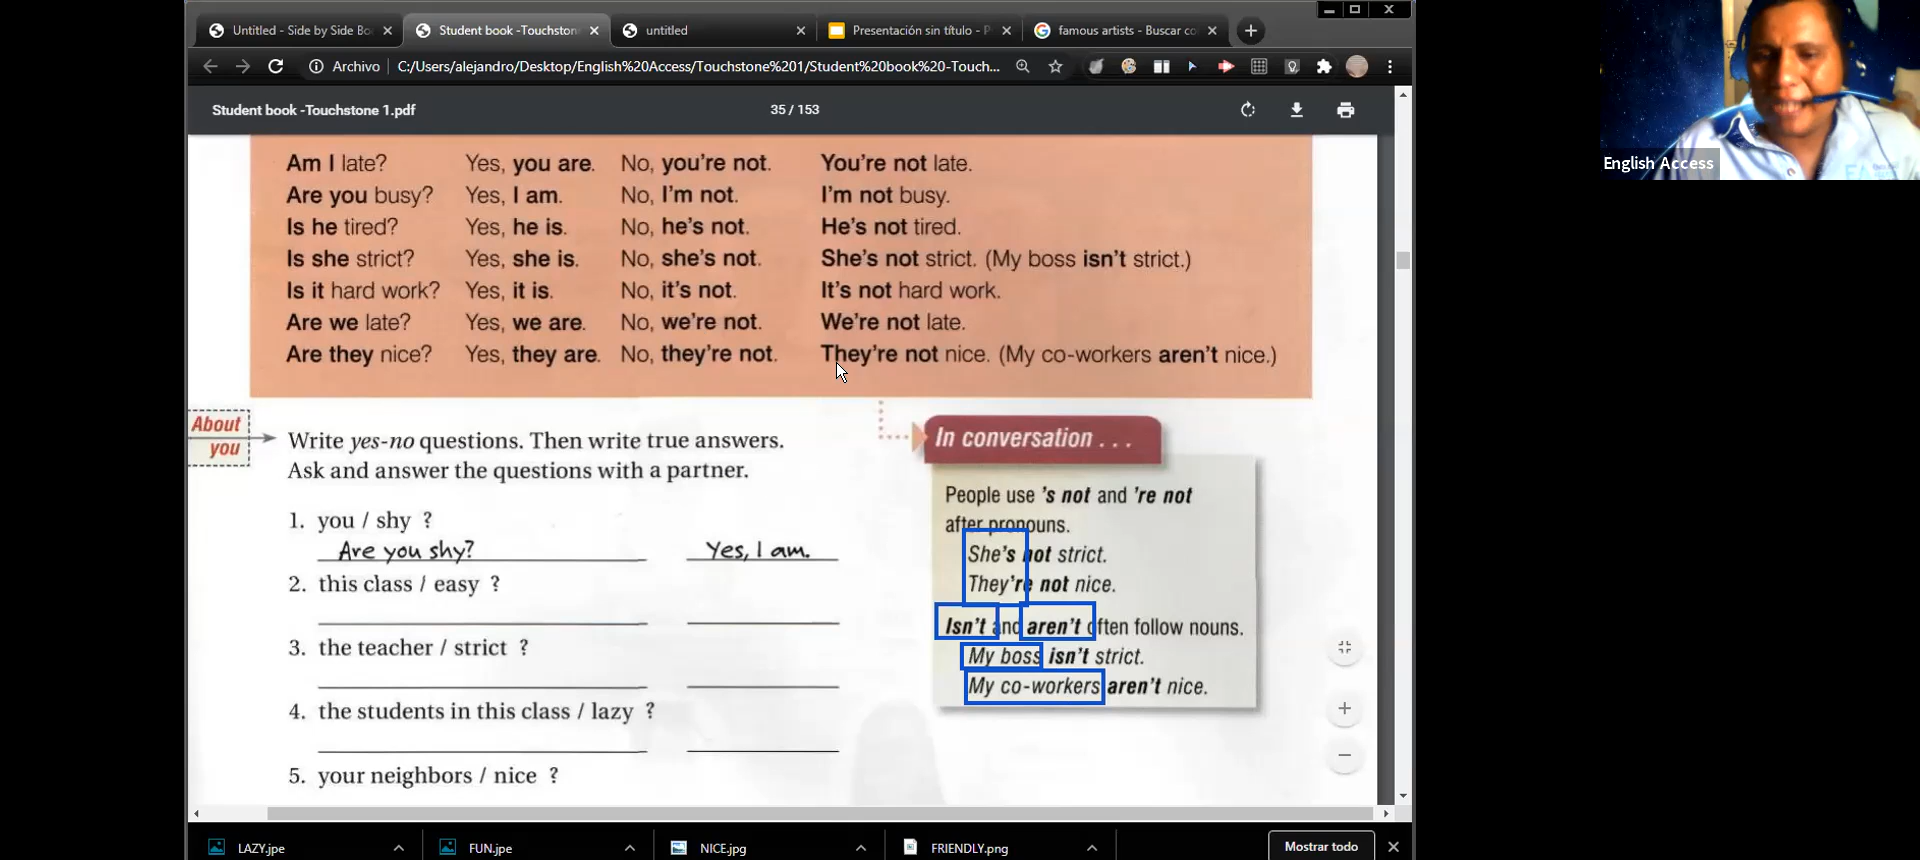 Untitled - Side by Side Bo
Student book -Touchston
untitled
Presentación sin título - P
famous artists - Buscar co
Archivo
C:/Users/alejandro/Desktop/English%20Access/Touchstone%201/Student%20book%20-Touch...
Student book -Touchstone 1.pdf
35 / 153
English Access
Am I late? Yes, you are. No, you're not. You're not late.
Are you busy? Yes, I am. No, I'm not. I'm not busy.
Is he tired? Yes, he is. No, he's not. He's not tired.
Is she strict? Yes, she is. No, she's not. She's not strict. (My boss isn't strict.)
Is it hard work? Yes, it is. No, it's not. It's not hard work.
Are we late? Yes, we are. No, we're not. We're not late.
Are they nice? Yes, they are. No, they're not. They're not nice. (My co-workers aren't nice.)
About
you
Write yes-no questions. Then write true answers.
Ask and answer the questions with a partner.
1. you / shy ?
Are you shy? Yes, I am.
2. this class / easy ?
3. the teacher / strict ?
4. the students in this class / lazy ?
5. your neighbors / nice ?
In conversation . . .
People use 's not and 're not
after pronouns.
She's not strict.
They're not nice.
Isn't and aren't often follow nouns.
My boss isn't strict.
My co-workers aren't nice.
LAZY.jpe
FUN.jpe
NICE.jpg
FRIENDLY.png
Mostrar todo